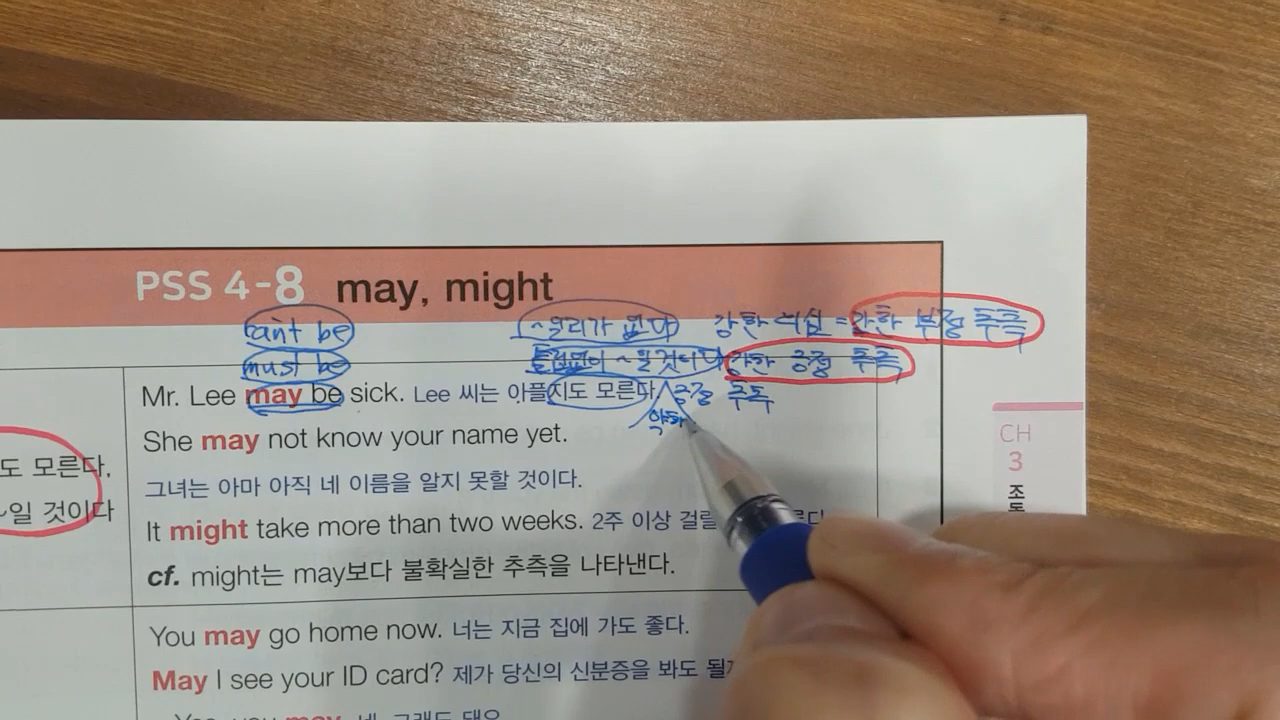 PSS 4-8 may, might
can't be ~일리가 없다 강한 의심 = 강한 부정 추측
must be 틀림없이 ~일 것이다 강한 긍정 추측
Mr. Lee may be sick. Lee 씨는 아플지도 모른다. 긍정 추측
약한
She may not know your name yet.
도 모른다,
그녀는 아마 아직 네 이름을 알지 못할 것이다.
~일 것이다
It might take more than two weeks. 2주 이상 걸릴
cf. might는 may보다 불확실한 추측을 나타낸다.
You may go home now. 너는 지금 집에 가도 좋다.
May I see your ID card? 제가 당신의 신분증을 봐도
may.
CH
3
조동